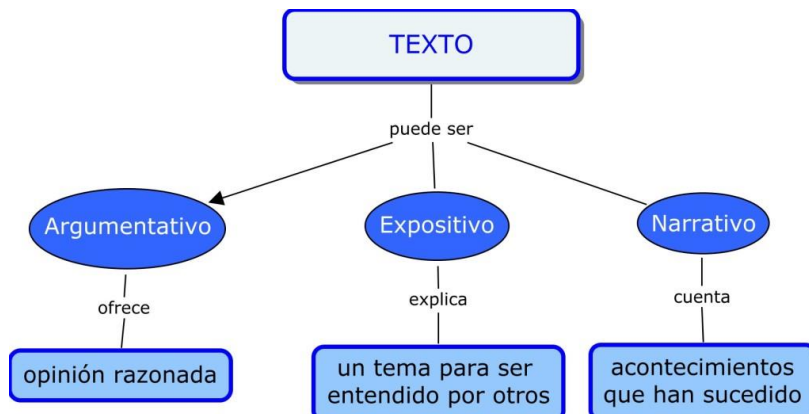 TEXTO
puede ser
Argumentativo
Expositivo
Narrativo
ofrece
explica
cuenta
opinión razonada
un tema para ser
entendido por otros
acontecimientos
que han sucedido